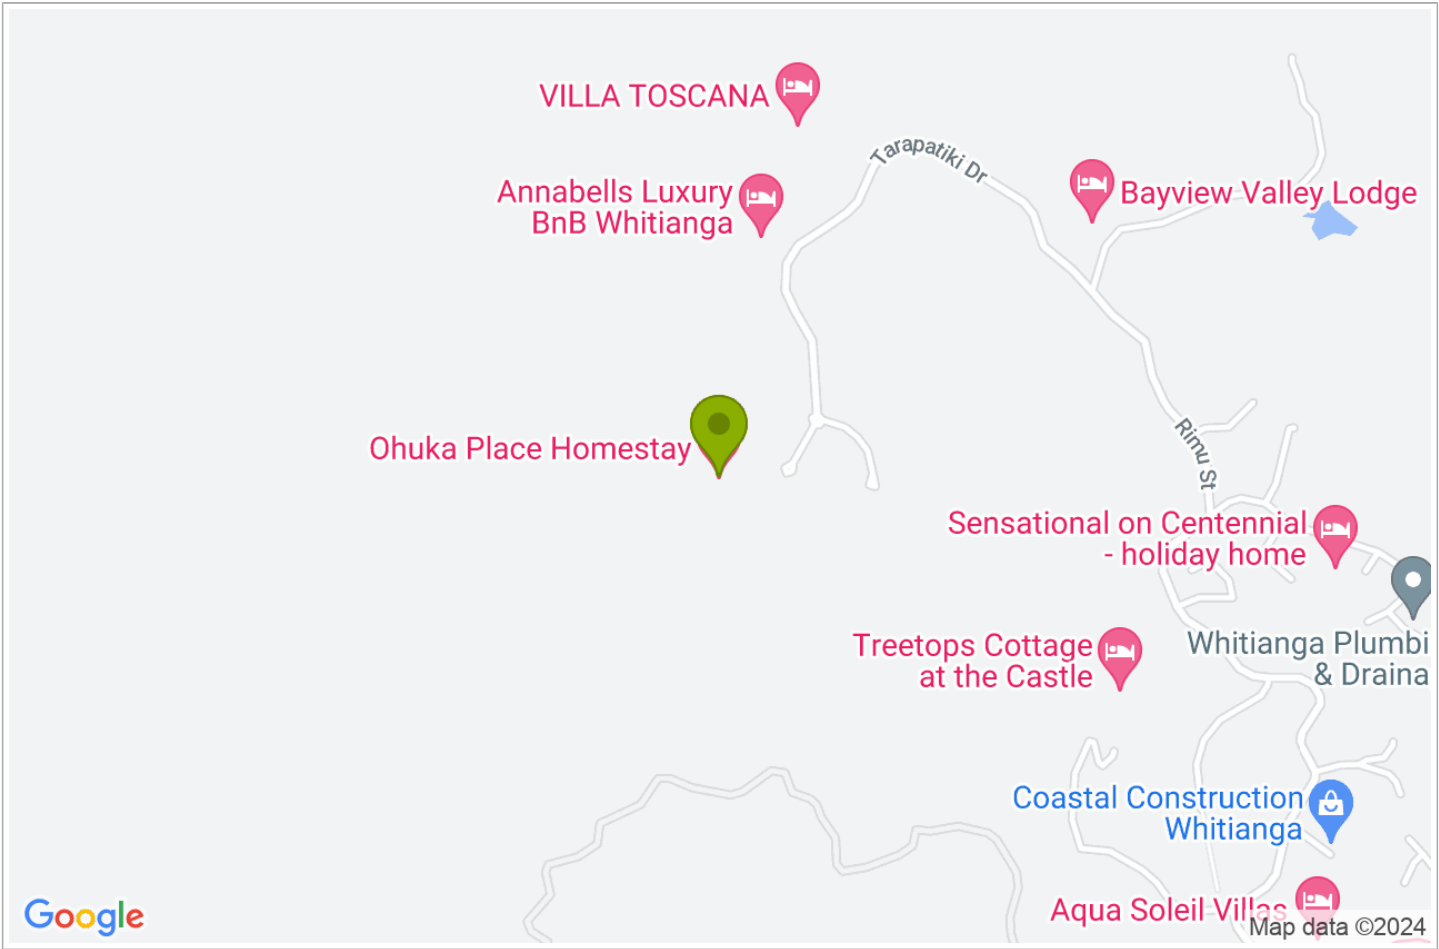 VILLA TOSCANA
Tarapatiki Dr
Annabells Luxury
BnB Whitianga
Bayview Valley Lodge
Ohuka Place Homestay
Rimu St
Sensational on Centennial
- holiday home
Treetops Cottage
at the Castle
Whitianga Plumbi
& Draina
Coastal Construction
Whitianga
Aqua Soleil Villas
Google
Map data ©2024